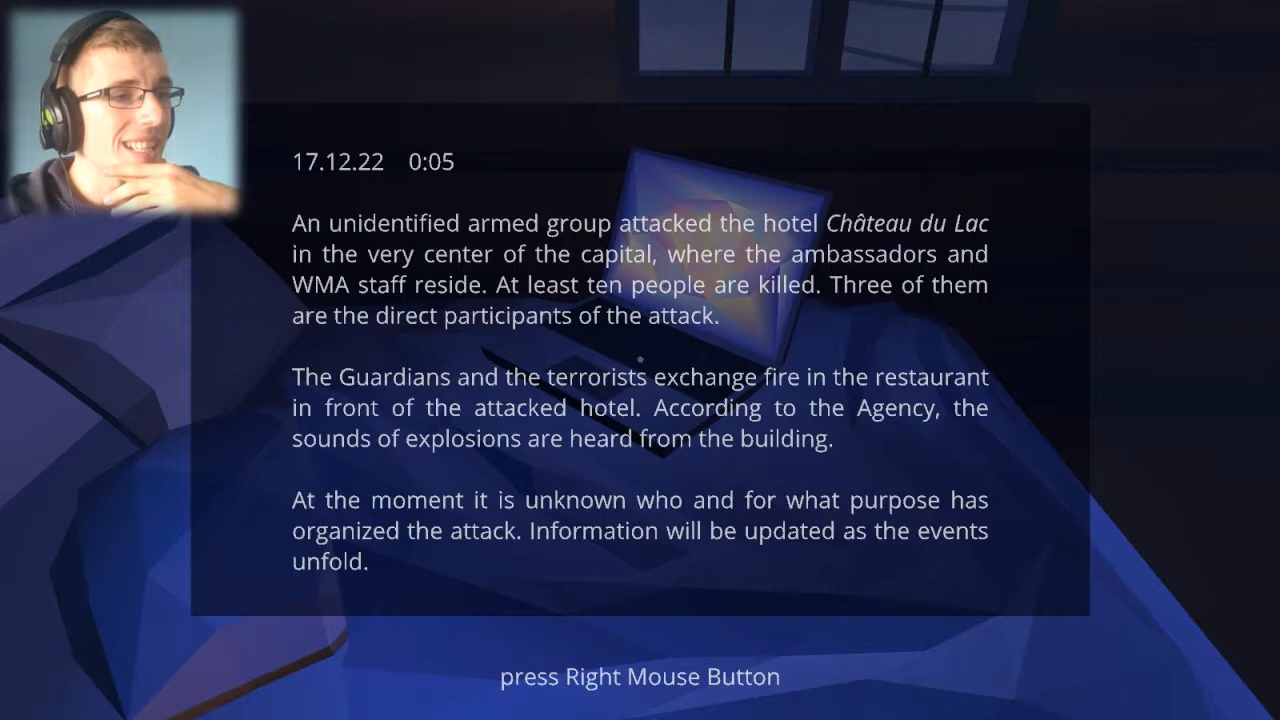 17.12.22 0:05
An unidentified armed group attacked the hotel Château du Lac
in the very center of the capital, where the ambassadors and
WMA staff reside. At least ten people are killed. Three of them
are the direct participants of the attack.
The Guardians and the terrorists exchange fire in the restaurant
in front of the attacked hotel. According to the Agency, the
sounds of explosions are heard from the building.
At the moment it is unknown who and for what purpose has
organized the attack. Information will be updated as the events
unfold.
press Right Mouse Button